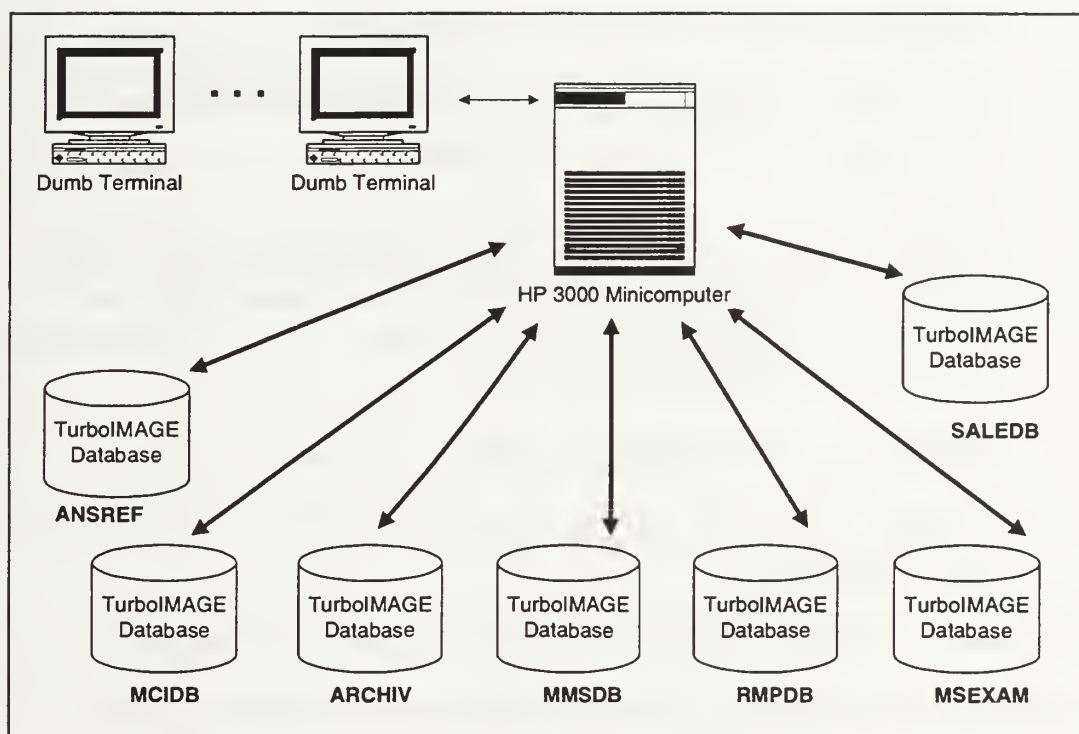 Dumb Terminal
Dumb Terminal
HP 3000 Minicomputer
TurboIMAGE
Database
SALEDB
TurboIMAGE
Database
ANSREF
TurboIMAGE
Database
MCIDB
TurboIMAGE
Database
ARCHIV
TurboIMAGE
Database
MMSDB
TurboIMAGE
Database
RMPDB
TurboIMAGE
Database
MSEXAM